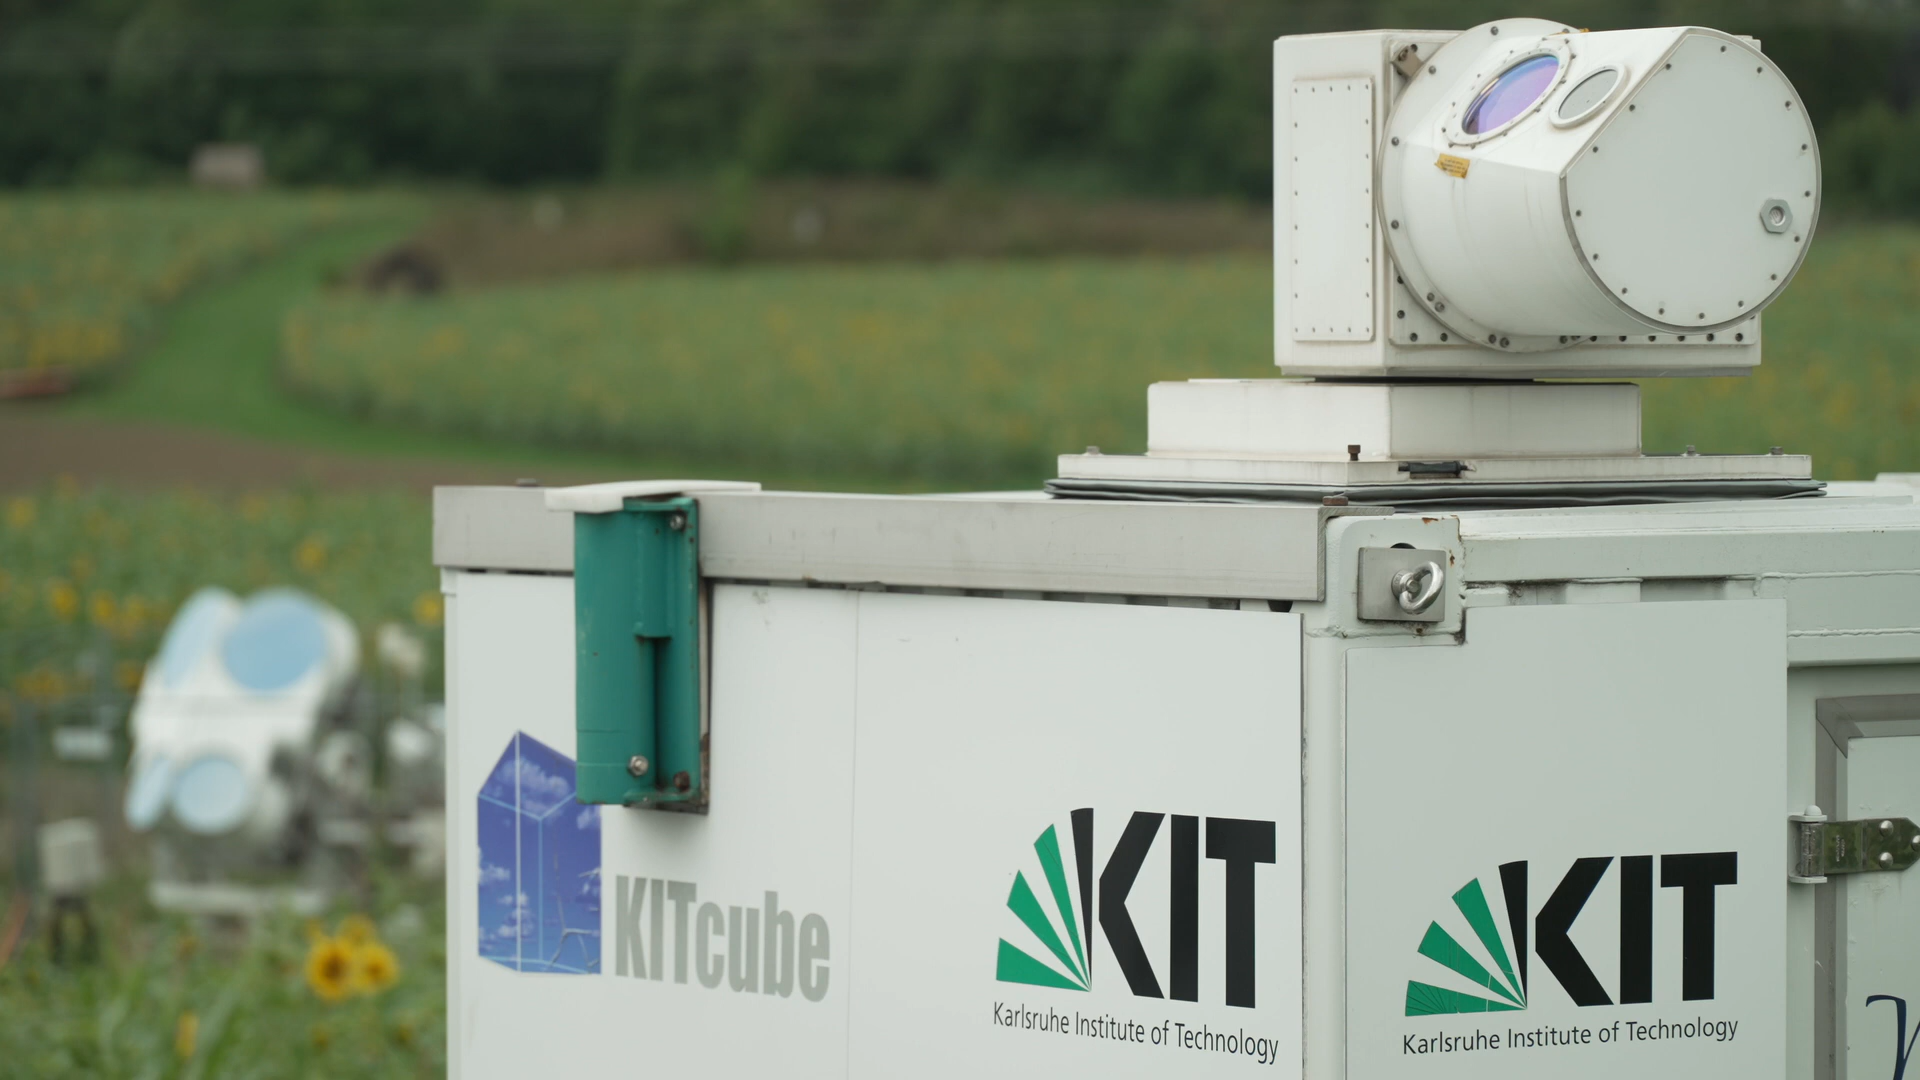 KITcube
KIT
Karlsruhe Institute of Technology
KIT
Karlsruhe Institute of Technology